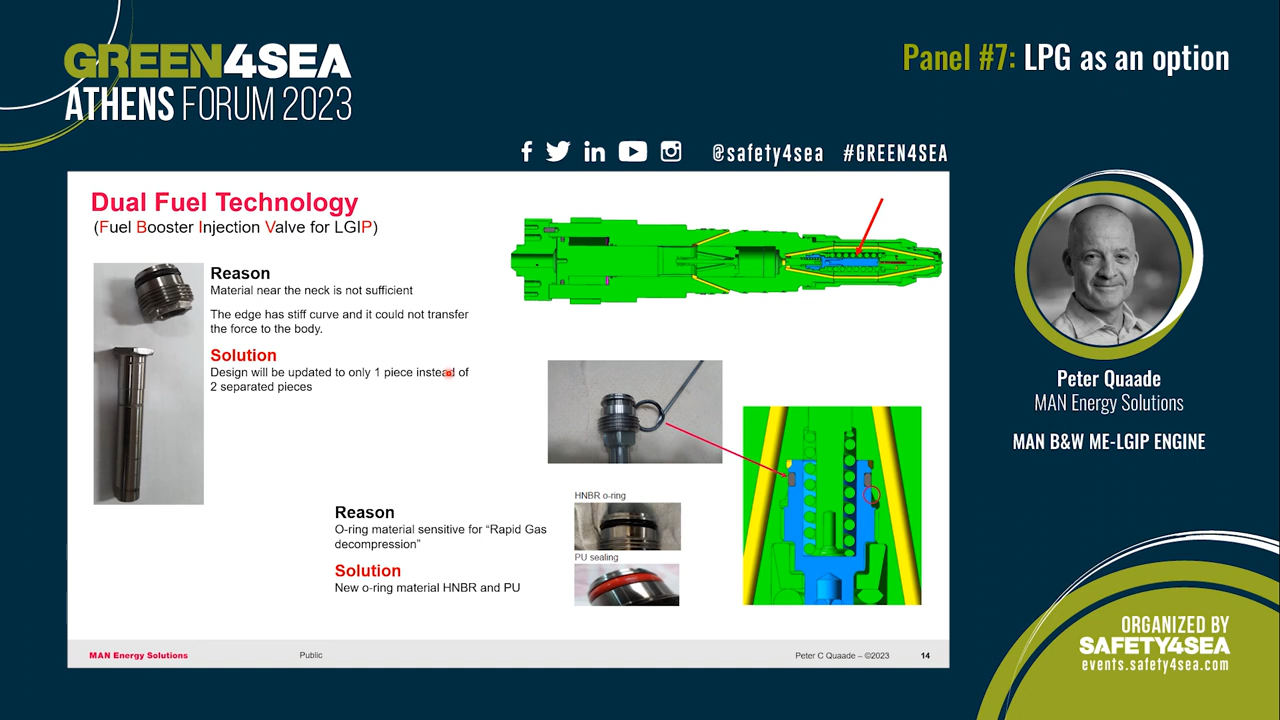 GREEN4SEA
ATHENS FORUM 2023
Panel #7: LPG as an option
@safety4sea #GREEN4SEA
Dual Fuel Technology
(Fuel Booster Injection Valve for LGIP)
Reason
Material near the neck is not sufficient
The edge has stiff curve and it could not transfer
the force to the body.
Solution
Design will be updated to only 1 piece instead of
2 separated pieces
Reason
O-ring material sensitive for “Rapid Gas
decompression”
Solution
New o-ring material HNBR and PU
HNBR o-ring
PU sealing
MAN Energy Solutions
Public
Peter C Quaade – ©2023
14
Peter Quaade
MAN Energy Solutions
MAN B&W ME-LGIP ENGINE
ORGANIZED BY
SAFETY4SEA
events.safety4sea.com